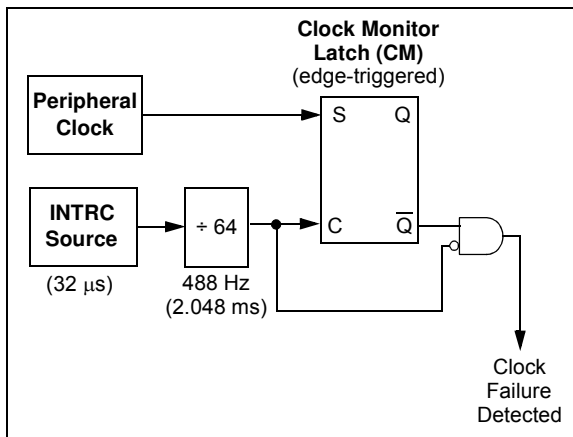 Clock Monitor
Latch (CM)
(edge-triggered)
Peripheral
Clock
S Q
INTRC
Source
÷ 64
C Q̅
(32 μs)
488 Hz
(2.048 ms)
Clock
Failure
Detected